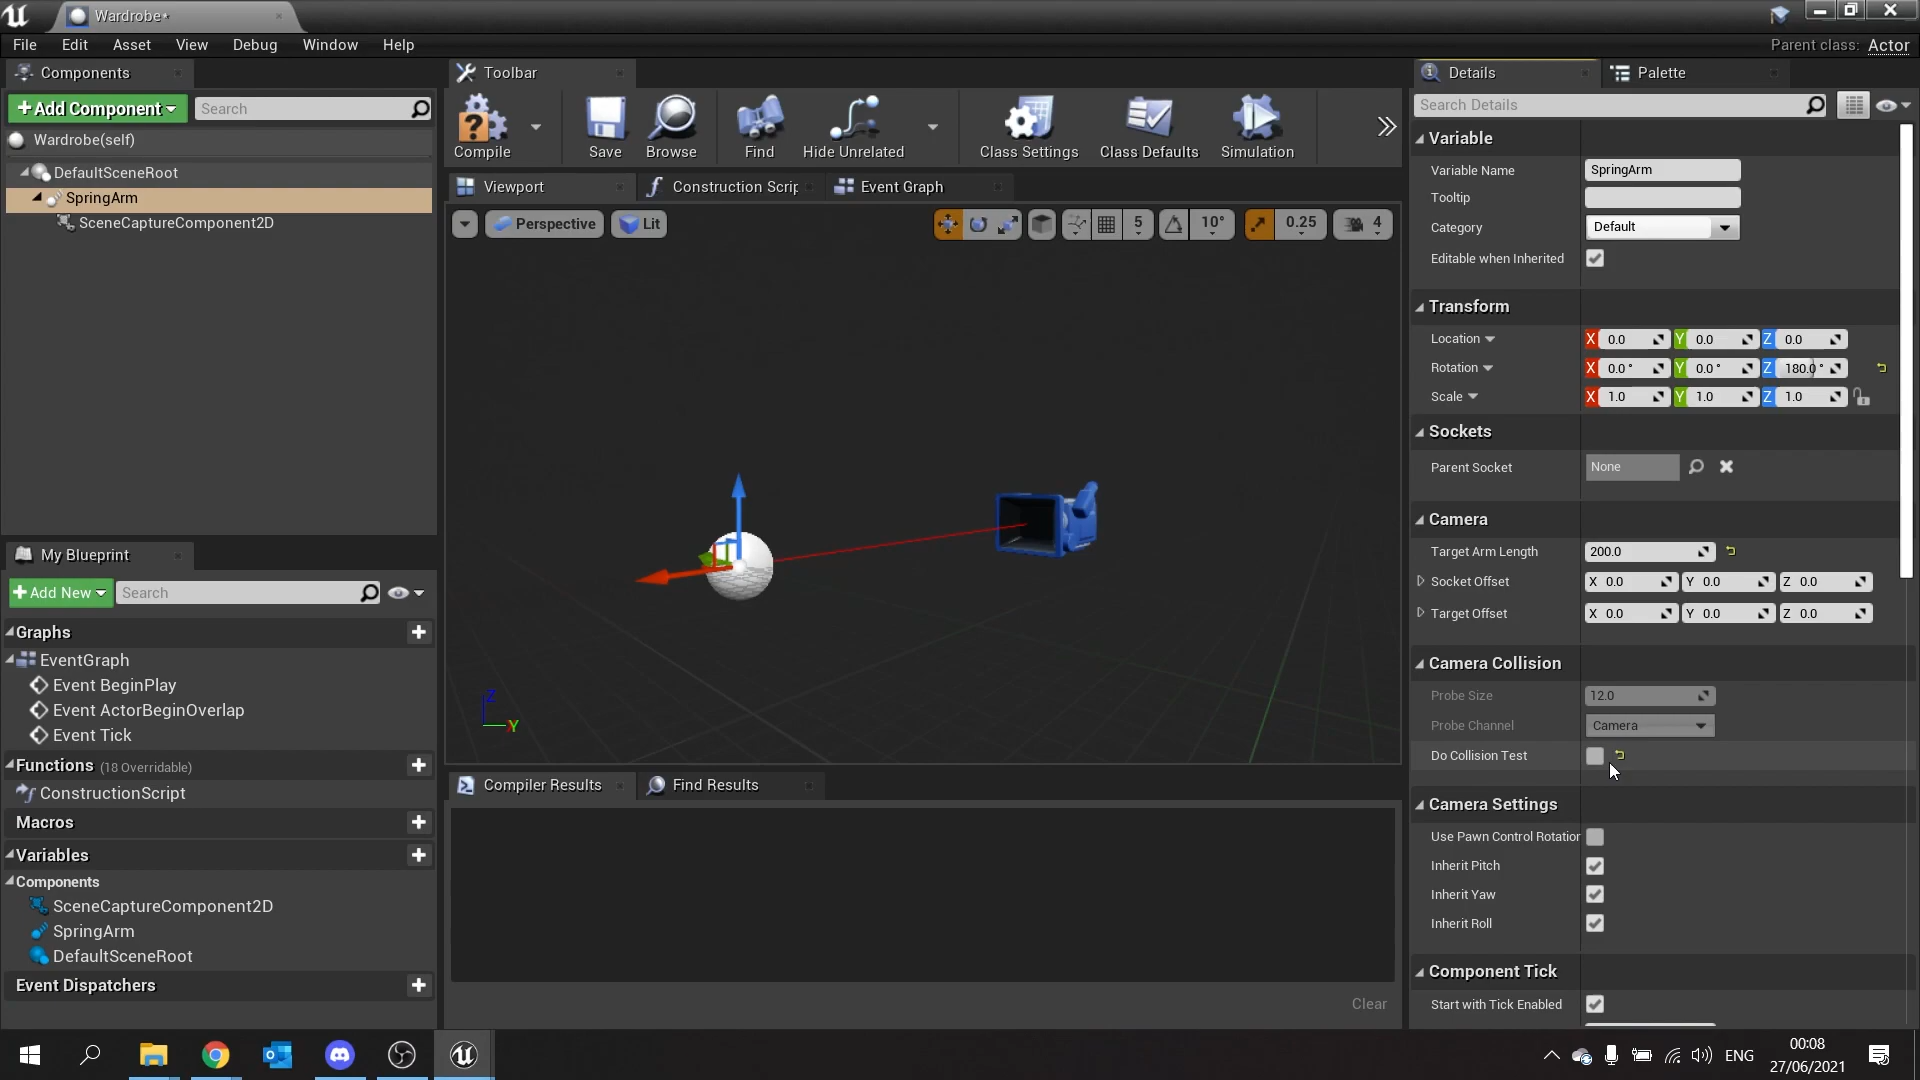 Wardrobe*
File Edit Asset View Debug Window Help
Parent class: Actor
Components
Toolbar
Details
Palette
+Add Component
Search
Search Details
Wardrobe(self)
DefaultSceneRoot
SpringArm
SceneCaptureComponent2D
Compile
Save
Browse
Find
Hide Unrelated
Class Settings
Class Defaults
Simulation
Viewport
Construction Scrip
Event Graph
Perspective
Lit
5
10°
0.25
4
Z
Y
Variable
Variable Name
SpringArm
Tooltip
Category
Default
Editable when Inherited
Transform
Location X 0.0 Y 0.0 Z 0.0
Rotation X 0.0° Y 0.0° Z 180.0°
Scale X 1.0 Y 1.0 Z 1.0
Sockets
Parent Socket None
Camera
Target Arm Length 200.0
Socket Offset X 0.0 Y 0.0 Z 0.0
Target Offset X 0.0 Y 0.0 Z 0.0
Camera Collision
Probe Size 12.0
Probe Channel Camera
Do Collision Test
Camera Settings
Use Pawn Control Rotation
Inherit Pitch
Inherit Yaw
Inherit Roll
Component Tick
Start with Tick Enabled
My Blueprint
+Add New
Search
Graphs
EventGraph
Event BeginPlay
Event ActorBeginOverlap
Event Tick
Functions (18 Overridable)
ConstructionScript
Macros
Variables
Components
SceneCaptureComponent2D
SpringArm
DefaultSceneRoot
Event Dispatchers
Compiler Results
Find Results
Clear
ENG
00:08
27/06/2021